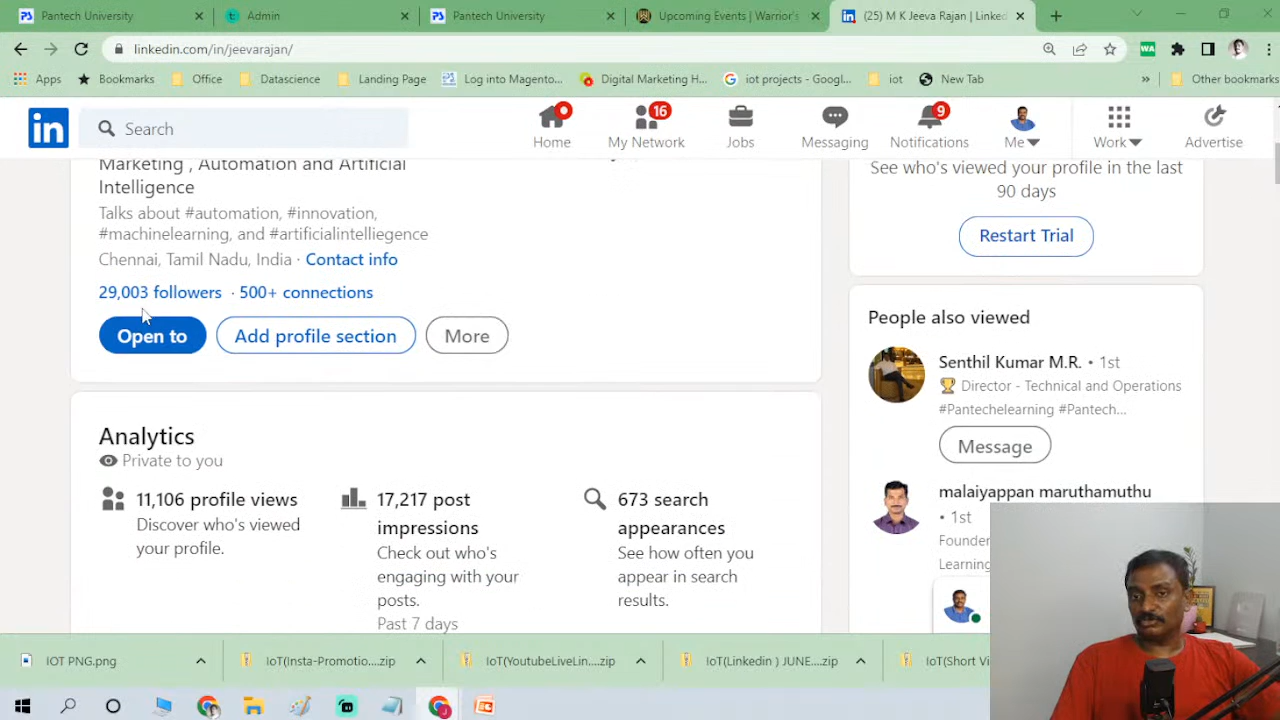 Pantech University
Admin
Pantech University
Upcoming Events | Warrior's
(25) M K Jeeva Rajan | Linked
linkedin.com/in/jeevarajan/
WA
Apps
Bookmarks
Office
Datascience
Landing Page
Log into Magento...
Digital Marketing H...
iot projects - Googl...
iot
New Tab
»
Other bookmarks
in
Search
Home
16
My Network
Jobs
Messaging
9
Notifications
Me
Work
Advertise
Marketing , Automation and Artificial
Intelligence
Talks about #automation, #innovation,
#machinelearning, and #artificialintelliegence
Chennai, Tamil Nadu, India · Contact info
29,003 followers · 500+ connections
Open to
Add profile section
More
Analytics
Private to you
11,106 profile views
Discover who's viewed
your profile.
17,217 post
impressions
Check out who's
engaging with your
posts.
Past 7 days
673 search
appearances
See how often you
appear in search
results.
See who's viewed your profile in the last
90 days
Restart Trial
People also viewed
Senthil Kumar M.R. • 1st
Director - Technical and Operations
#Pantechelearning #Pantech...
Message
malaiyappan maruthamuthu
• 1st
Founde
Learning
IOT PNG.png
IoT(Insta-Promotio....zip
IoT(YoutubeLiveLin....zip
IoT(Linkedin ) JUNE....zip
IoT(Short Vi